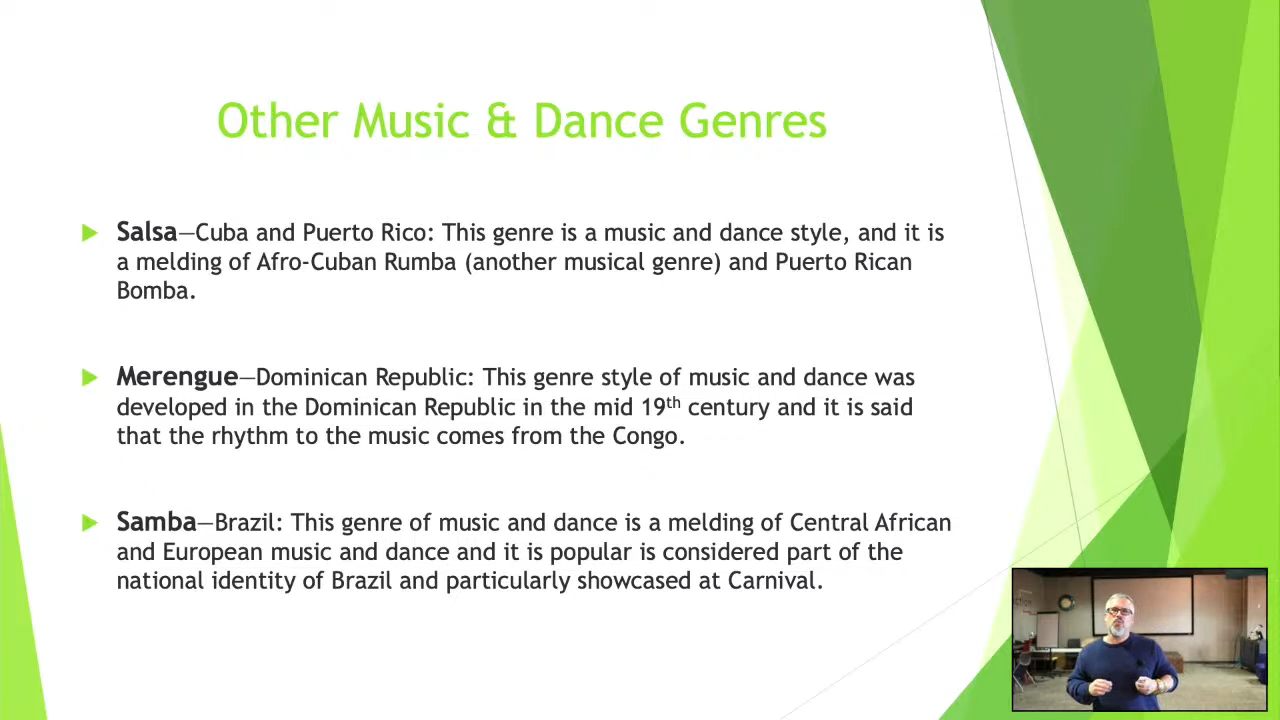 Other Music & Dance Genres
Salsa—Cuba and Puerto Rico: This genre is a music and dance style, and it is
a melding of Afro-Cuban Rumba (another musical genre) and Puerto Rican
Bomba.
Merengue—Dominican Republic: This genre style of music and dance was
developed in the Dominican Republic in the mid 19th century and it is said
that the rhythm to the music comes from the Congo.
Samba—Brazil: This genre of music and dance is a melding of Central African
and European music and dance and it is popular is considered part of the
national identity of Brazil and particularly showcased at Carnival.